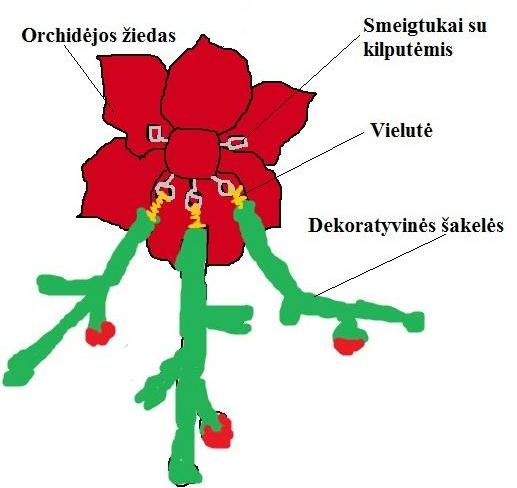 Orchidėjos žiedas
Smeigtukai su
kilputėmis
Vielutė
Dekoratyvinės šakelės